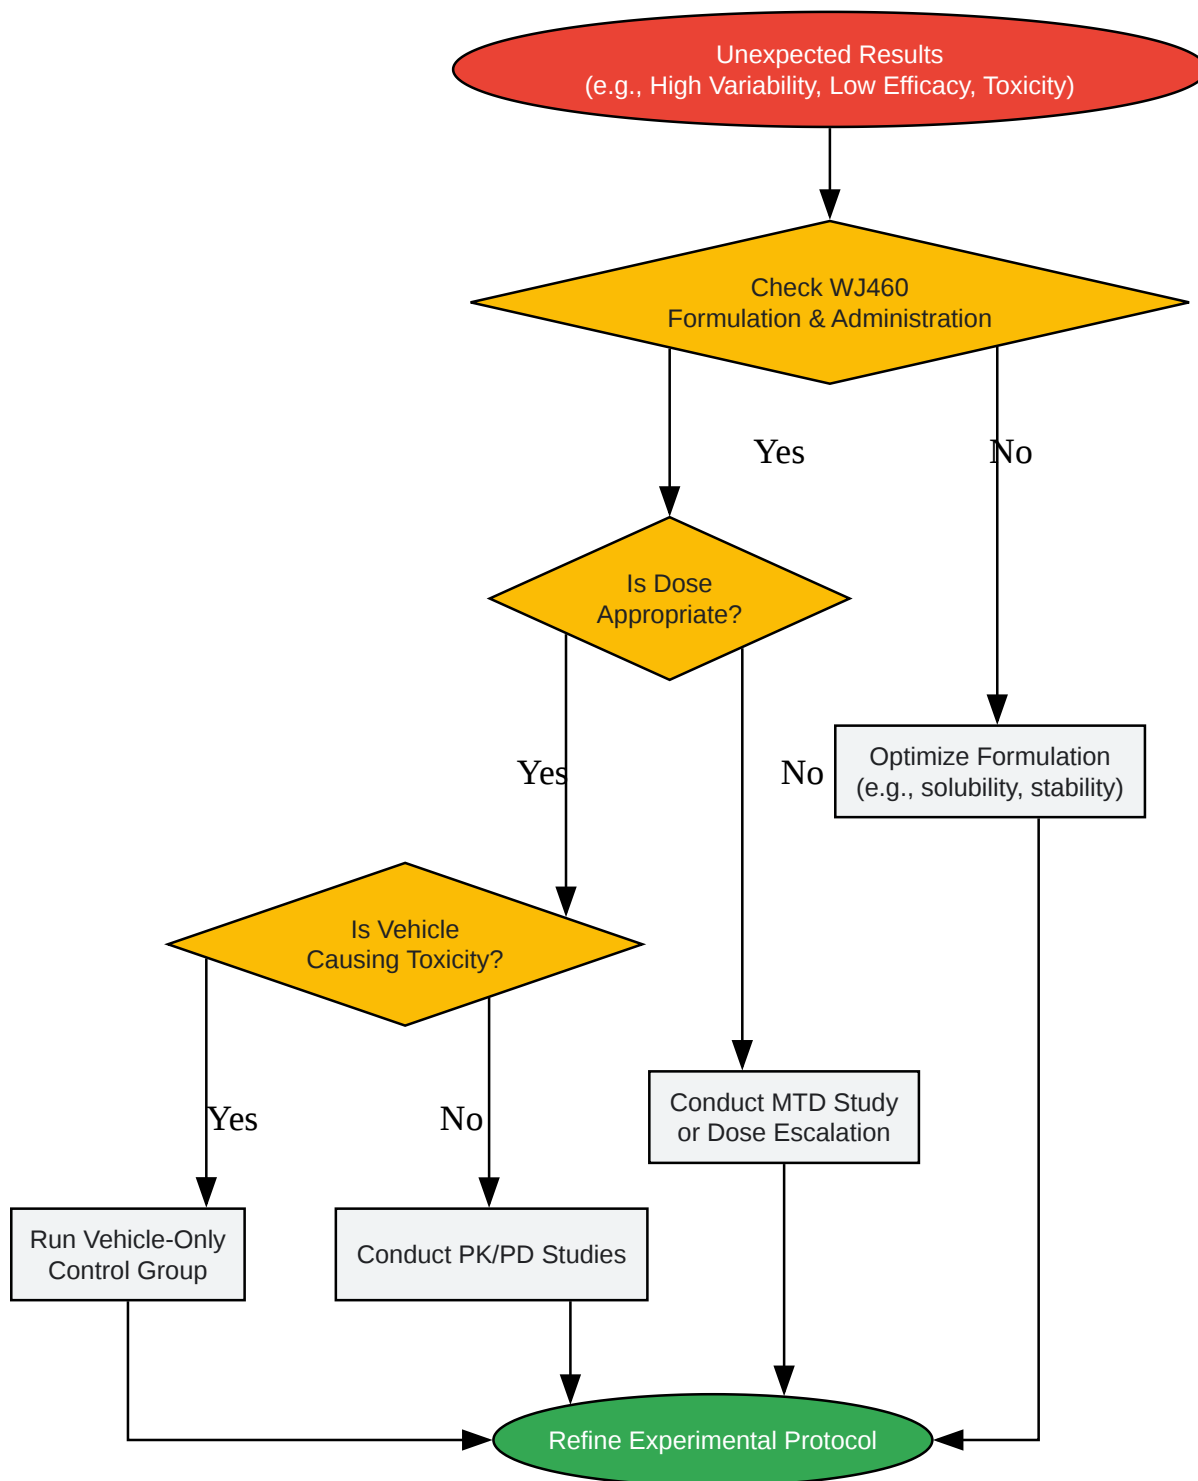 Unexpected Results
(e.g., High Variability, Low Efficacy, Toxicity)
Check WJ460
Formulation & Administration
Yes
No
Is Dose
Appropriate?
Yes
No
Optimize Formulation
(e.g., solubility, stability)
Is Vehicle
Causing Toxicity?
Yes
No
Conduct MTD Study
or Dose Escalation
Run Vehicle-Only
Control Group
Conduct PK/PD Studies
Refine Experimental Protocol